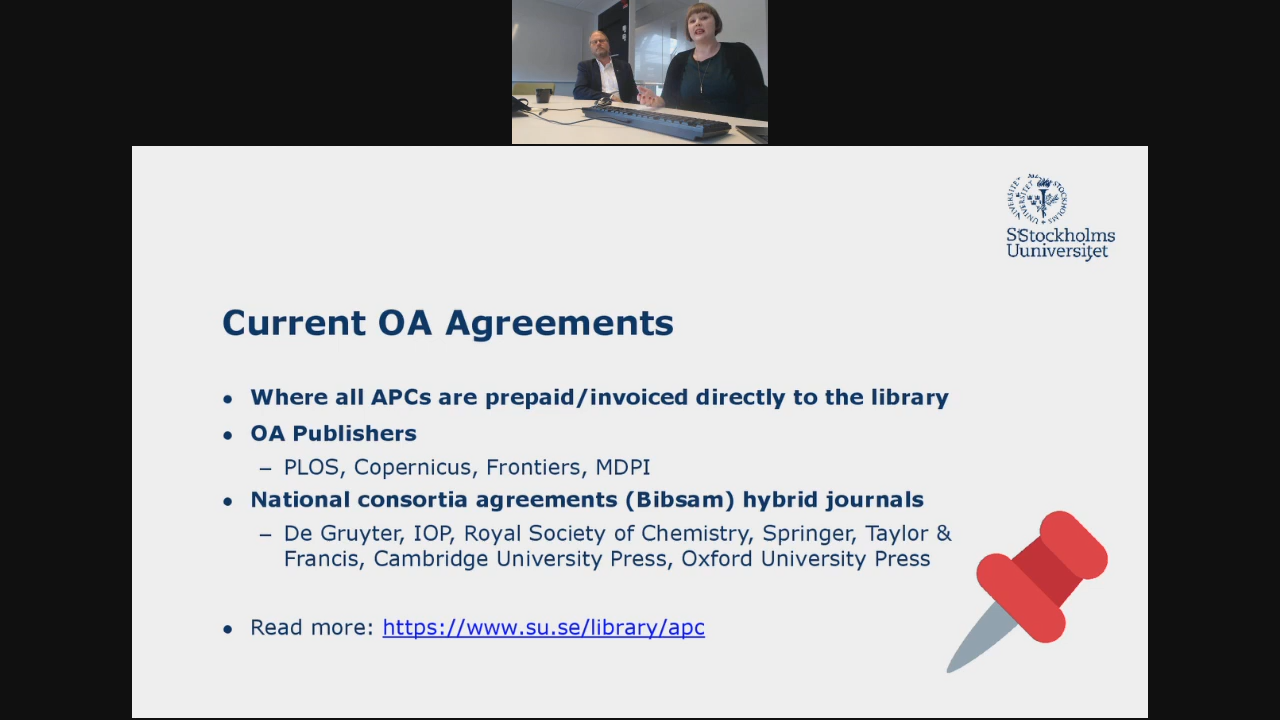 SStockholms
Uuniversitet
Current OA Agreements
• Where all APCs are prepaid/invoiced directly to the library
• OA Publishers
– PLOS, Copernicus, Frontiers, MDPI
• National consortia agreements (Bibsam) hybrid journals
– De Gruyter, IOP, Royal Society of Chemistry, Springer, Taylor &
Francis, Cambridge University Press, Oxford University Press
• Read more: https://www.su.se/library/apc